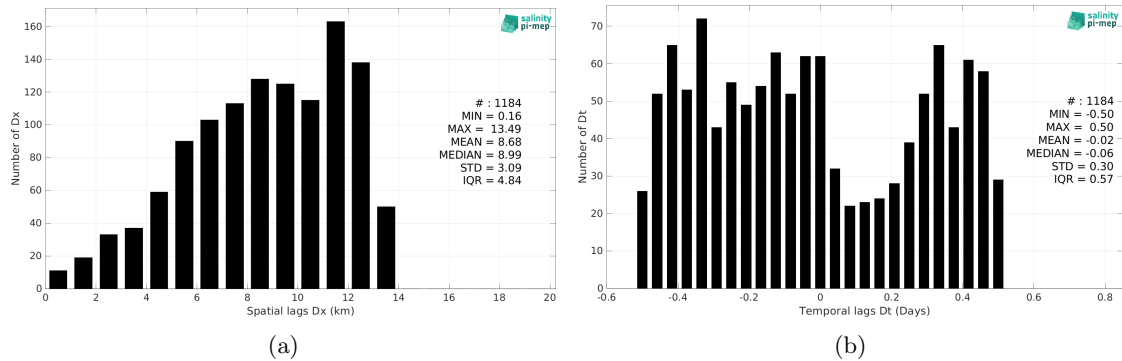 160
140
120
100
80
60
40
20
0
Number of Dx
salinity
pi-mep
# : 1184
MIN = 0.16
MAX = 13.49
MEAN = 8.68
MEDIAN = 8.99
STD = 3.09
IQR = 4.84
0 2 4 6 8 10 12 14 16 18 20
Spatial lags Dx (km)
(a)
70
60
50
40
30
20
10
0
Number of Dt
salinity
pi-mep
# : 1184
MIN = -0.50
MAX = 0.50
MEAN = -0.02
MEDIAN = -0.06
STD = 0.30
IQR = 0.57
-0.6 -0.4 -0.2 0 0.2 0.4 0.6 0.8
Temporal lags Dt (Days)
(b)